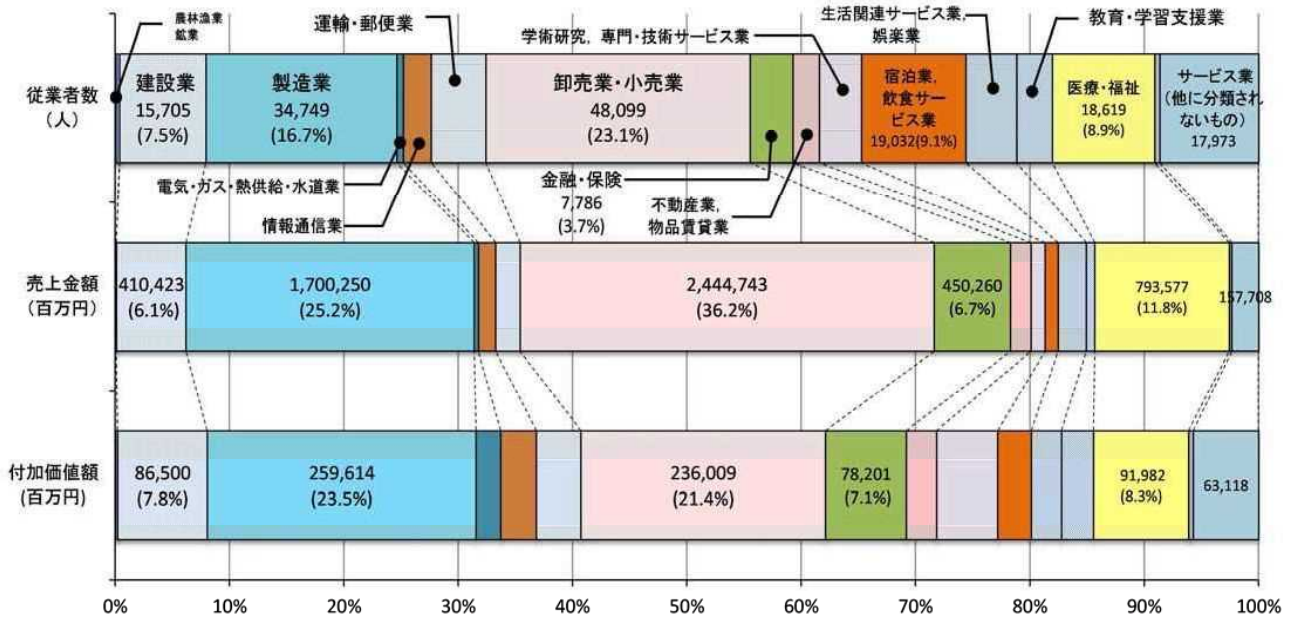 農林漁業
鉱業
運輸・郵便業
学術研究，専門・技術サービス業
生活関連サービス業，
娯楽業
教育・学習支援業
従業者数
（人）
建設業
15,705
(7.5%)
製造業
34,749
(16.7%)
卸売業・小売業
48,099
(23.1%)
宿泊業，
飲食サー
ビス業
19,032(9.1%)
医療・福祉
18,619
(8.9%)
サービス業
（他に分類され
ないもの）
17,973
電気・ガス・熱供給・水道業
情報通信業
金融・保険
7,786
(3.7%)
不動産業，
物品賃貸業
売上金額
（百万円）
410,423
(6.1%)
1,700,250
(25.2%)
2,444,743
(36.2%)
450,260
(6.7%)
793,577
(11.8%)
157,708
付加価値額
(百万円)
86,500
(7.8%)
259,614
(23.5%)
236,009
(21.4%)
78,201
(7.1%)
91,982
(8.3%)
63,118
0% 10% 20% 30% 40% 50% 60% 70% 80% 90% 100%